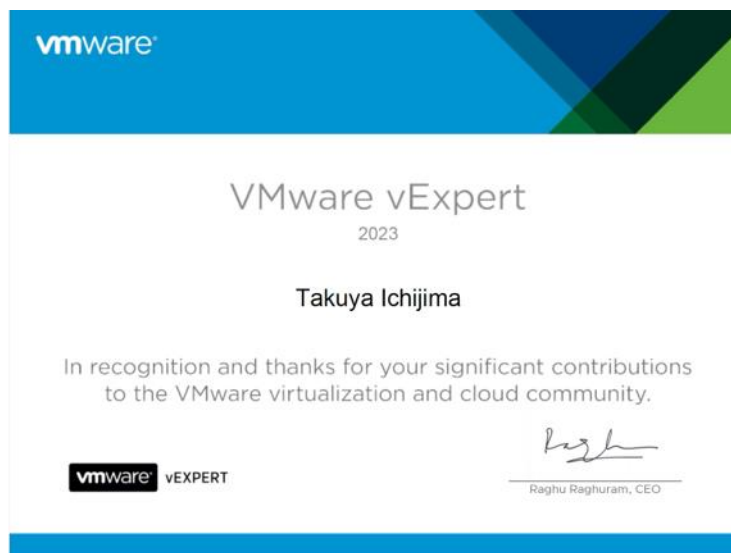 vmware®
VMware vExpert
2023
Takuya Ichijima
In recognition and thanks for your significant contributions
to the VMware virtualization and cloud community.
vmware® vEXPERT
Raghu Raghuram, CEO